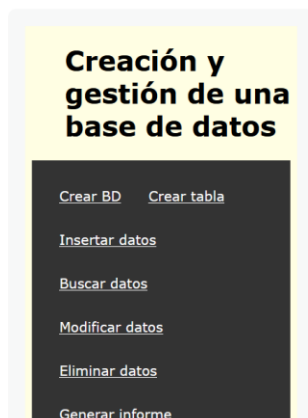 Creación y
gestión de una
base de datos
Crear BD Crear tabla
Insertar datos
Buscar datos
Modificar datos
Eliminar datos
Generar informe